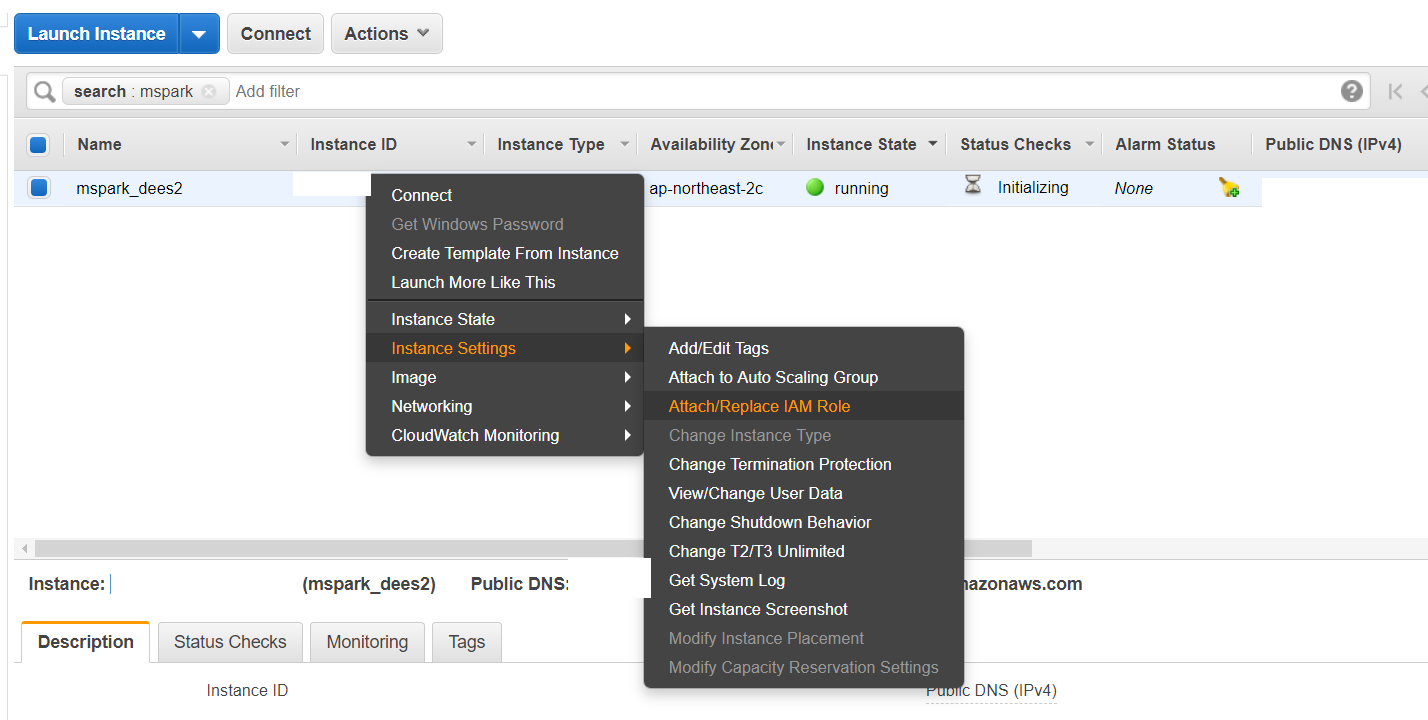 Launch Instance Connect Actions
search : mspark Add filter
Name Instance ID Instance Type Availability Zon Instance State Status Checks Alarm Status Public DNS (IPv4)
mspark_dees2 ap-northeast-2c running Initializing None
Connect
Get Windows Password
Create Template From Instance
Launch More Like This
Instance State
Instance Settings
Image
Networking
CloudWatch Monitoring
Add/Edit Tags
Attach to Auto Scaling Group
Attach/Replace IAM Role
Change Instance Type
Change Termination Protection
View/Change User Data
Change Shutdown Behavior
Change T2/T3 Unlimited
Get System Log
Get Instance Screenshot
Modify Instance Placement
Modify Capacity Reservation Settings
Instance: (mspark_dees2) Public DNS: nazonaws.com
Description Status Checks Monitoring Tags
Instance ID Public DNS (IPv4)